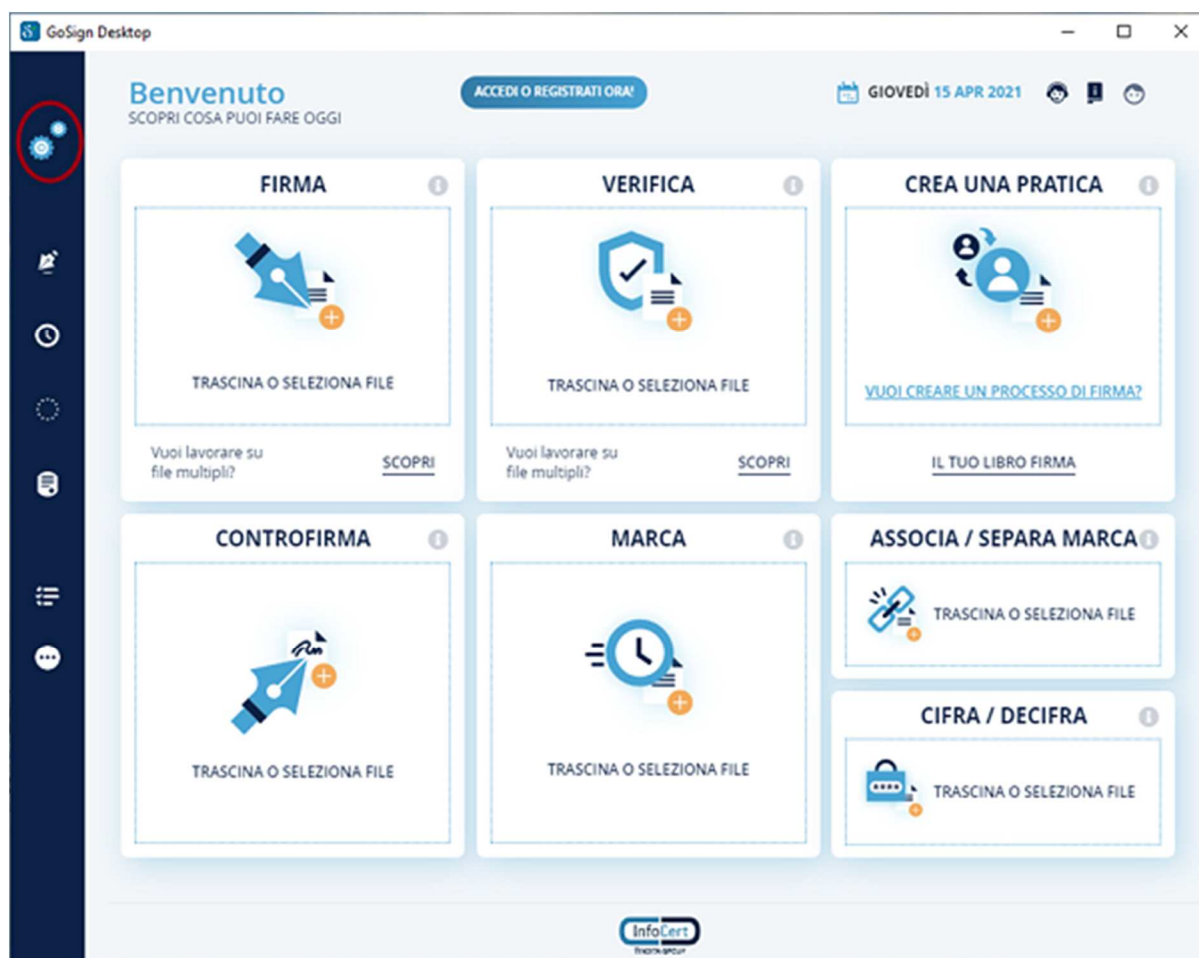 GoSign Desktop
Benvenuto
SCOPRI COSA PUOI FARE OGGI
ACCEDI O REGISTRATI ORA!
GIOVEDÌ 15 APR 2021
FIRMA
TRASCINA O SELEZIONA FILE
Vuoi lavorare su
file multipli?
SCOPRI
VERIFICA
TRASCINA O SELEZIONA FILE
Vuoi lavorare su
file multipli?
SCOPRI
CREA UNA PRATICA
VUOI CREARE UN PROCESSO DI FIRMA?
IL TUO LIBRO FIRMA
CONTROFIRMA
TRASCINA O SELEZIONA FILE
MARCA
TRASCINA O SELEZIONA FILE
ASSOCIA / SEPARA MARCA
TRASCINA O SELEZIONA FILE
CIFRA / DECIFRA
TRASCINA O SELEZIONA FILE
InfoCert
TINEXTA GROUP